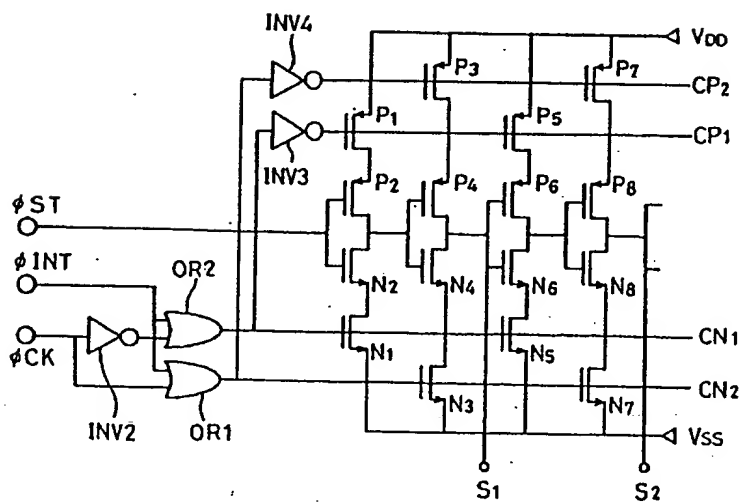 INV4
VDD
P3
P7
CP2
P1
P5
CP1
INV3
P2
P4
P6
P8
φST
φINT
OR2
N2
N4
N6
N8
CN1
φCK
N1
N5
CN2
INV2
OR1
N3
N7
VSS
S1
S2